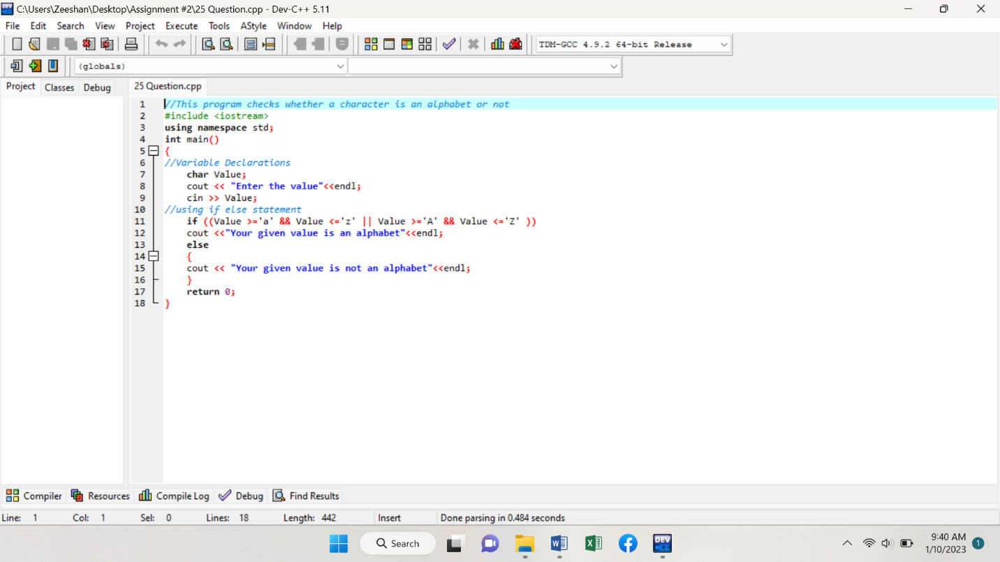 C:\Users\Zeeshan\Desktop\Assignment #2\25 Question.cpp - Dev-C++ 5.11
File Edit Search View Project Execute Tools AStyle Window Help
TDM-GCC 4.9.2 64-bit Release
(globals)
Project Classes Debug 25 Question.cpp
1 //This program checks whether a character is an alphabet or not
2 #include <iostream>
3 using namespace std;
4 int main()
5 {
6 //Variable Declarations
7 char Value;
8 cout << "Enter the value"<<endl;
9 cin >> Value;
10 //using if else statement
11 if ((Value >='a' && Value <='z' || Value >='A' && Value <='Z' ))
12 cout <<"Your given value is an alphabet"<<endl;
13 else
14 {
15 cout << "Your given value is not an alphabet"<<endl;
16 }
17 return 0;
18 }
Compiler Resources Compile Log Debug Find Results
Line: 1 Col: 1 Sel: 0 Lines: 18 Length: 442 Insert Done parsing in 0.484 seconds
Search
DEV
C++
9:40 AM
1/10/2023
1